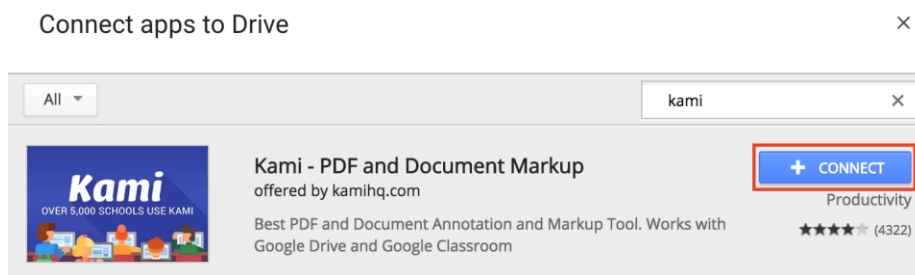 Connect apps to Drive
All
kami
Kami
OVER 5,000 SCHOOLS USE KAMI
Kami - PDF and Document Markup
offered by kamihq.com
Best PDF and Document Annotation and Markup Tool. Works with
Google Drive and Google Classroom
+ CONNECT
Productivity
(4322)